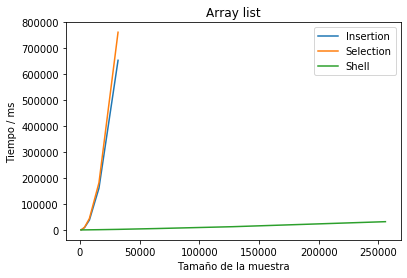 Array list
Insertion
Selection
Shell
Tiempo / ms
800000
700000
600000
500000
400000
300000
200000
100000
0
0 50000 100000 150000 200000 250000
Tamaño de la muestra